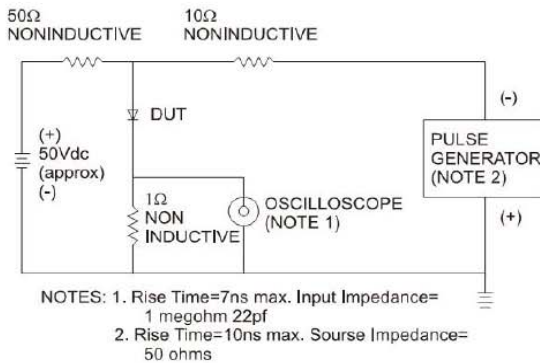 50Ω
NONINDUCTIVE
10Ω
NONINDUCTIVE
DUT
(+)
50Vdc
(approx)
(-)
1Ω
NON
INDUCTIVE
OSCILLOSCOPE
(NOTE 1)
(-)
PULSE
GENERATOR
(NOTE 2)
(+)
NOTES: 1. Rise Time=7ns max. Input Impedance=
1 megohm 22pf
2. Rise Time=10ns max. Sourse Impedance=
50 ohms